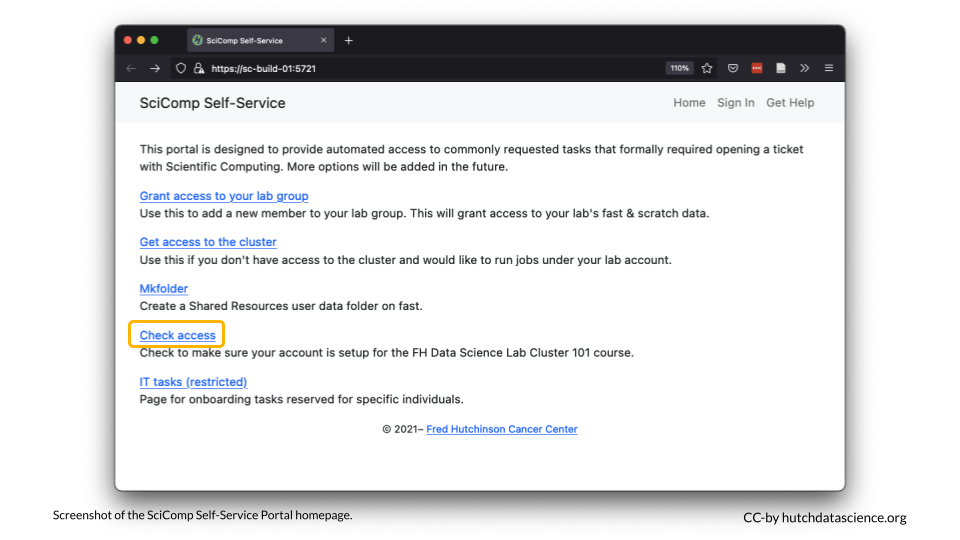 SciComp Self-Service
https://sc-build-01:5721
110%
SciComp Self-Service
Home Sign In Get Help
This portal is designed to provide automated access to commonly requested tasks that formally required opening a ticket
with Scientific Computing. More options will be added in the future.
Grant access to your lab group
Use this to add a new member to your lab group. This will grant access to your lab's fast & scratch data.
Get access to the cluster
Use this if you don't have access to the cluster and would like to run jobs under your lab account.
Mkfolder
Create a Shared Resources user data folder on fast.
Check access
Check to make sure your account is setup for the FH Data Science Lab Cluster 101 course.
IT tasks (restricted)
Page for onboarding tasks reserved for specific individuals.
© 2021– Fred Hutchinson Cancer Center
Screenshot of the SciComp Self-Service Portal homepage.
CC-by hutchdatascience.org